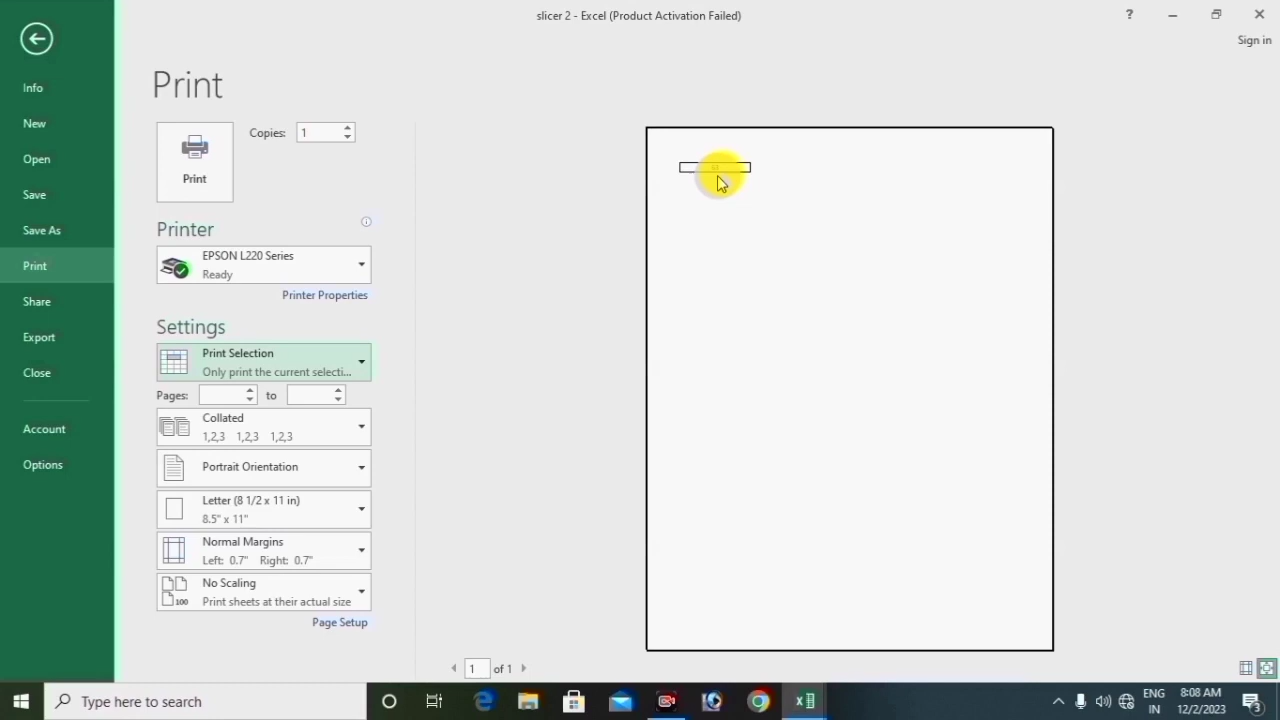 slicer 2 - Excel (Product Activation Failed)
?
Sign in
Info
New
Open
Save
Save As
Print
Share
Export
Close
Account
Options
Print
Print
Copies: 1
Printer
EPSON L220 Series
Ready
Printer Properties
Settings
Print Selection
Only print the current selecti...
Pages: to
Collated
1,2,3 1,2,3 1,2,3
Portrait Orientation
Letter (8 1/2 x 11 in)
8.5" x 11"
Normal Margins
Left: 0.7" Right: 0.7"
No Scaling
100
Print sheets at their actual size
Page Setup
1 of 1
Type here to search
ENG
IN
8:08 AM
12/2/2023
3